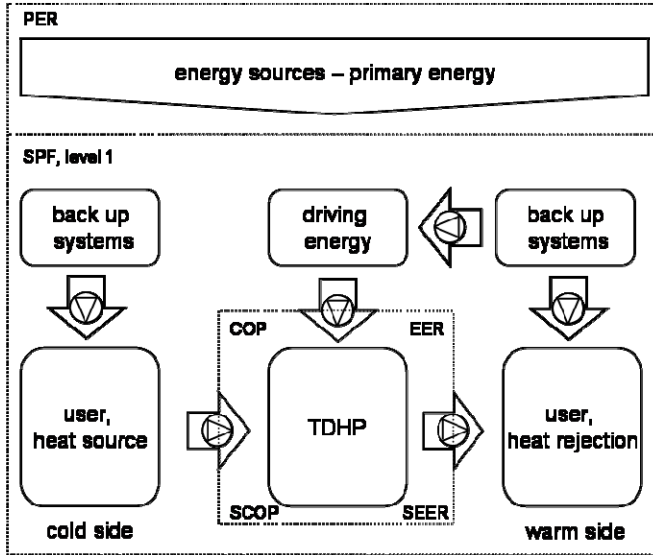 PER
energy sources – primary energy
SPF, level 1
back up
systems
driving
energy
back up
systems
COP
EER
user,
heat source
TDHP
user,
heat rejection
SCOP
SEER
cold side
warm side